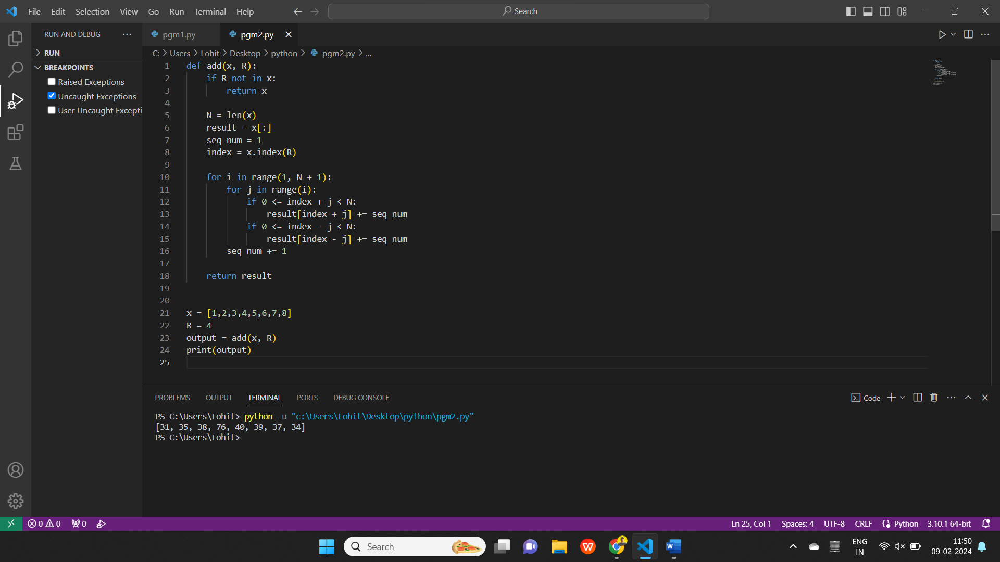 File Edit Selection View Go Run Terminal Help
Search
RUN AND DEBUG
RUN
BREAKPOINTS
Raised Exceptions
Uncaught Exceptions
User Uncaught Excepti
pgm1.py
pgm2.py
C: > Users > Lohit > Desktop > python > pgm2.py > ...
1 def add(x, R):
2     if R not in x:
3         return x
4
5     N = len(x)
6     result = x[:]
7     seq_num = 1
8     index = x.index(R)
9
10     for i in range(1, N + 1):
11         for j in range(i):
12             if 0 <= index + j < N:
13                 result[index + j] += seq_num
14             if 0 <= index - j < N:
15                 result[index - j] += seq_num
16         seq_num += 1
17
18     return result
19
20
21 x = [1,2,3,4,5,6,7,8]
22 R = 4
23 output = add(x, R)
24 print(output)
25
PROBLEMS OUTPUT TERMINAL PORTS DEBUG CONSOLE
Code
PS C:\Users\Lohit> python -u "c:\Users\Lohit\Desktop\python\pgm2.py"
[31, 35, 38, 76, 40, 39, 37, 34]
PS C:\Users\Lohit>
0 0 0
Ln 25, Col 1 Spaces: 4 UTF-8 CRLF Python 3.10.1 64-bit
Search
W
W
ENG
IN
11:50
09-02-2024